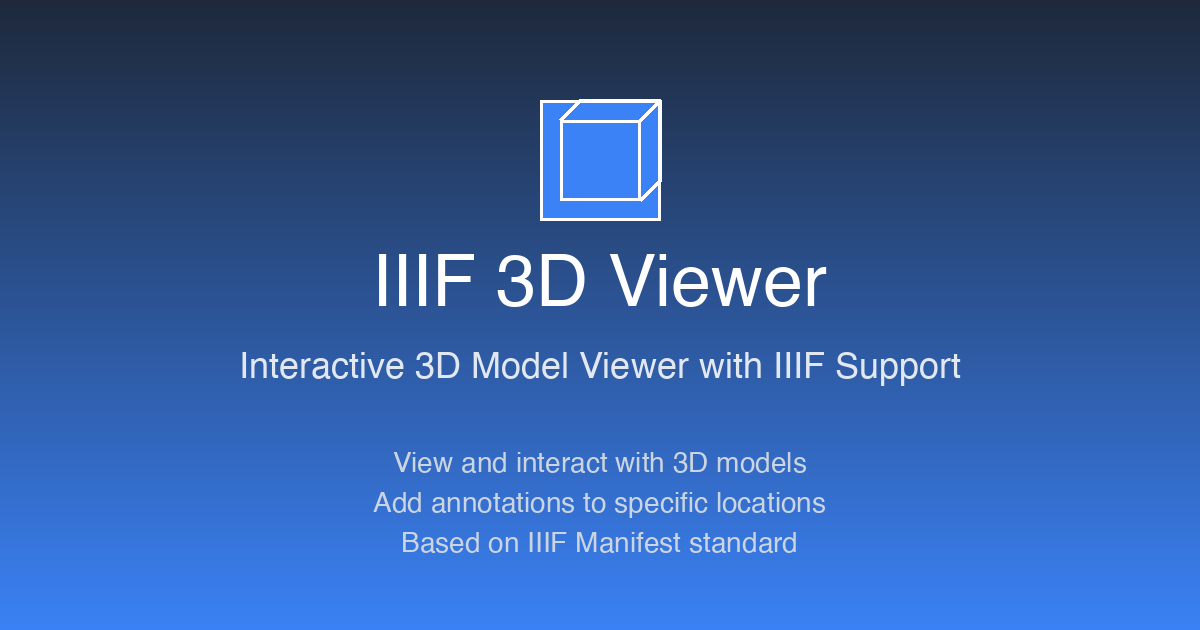 IIIF 3D Viewer
Interactive 3D Model Viewer with IIIF Support
View and interact with 3D models
Add annotations to specific locations
Based on IIIF Manifest standard